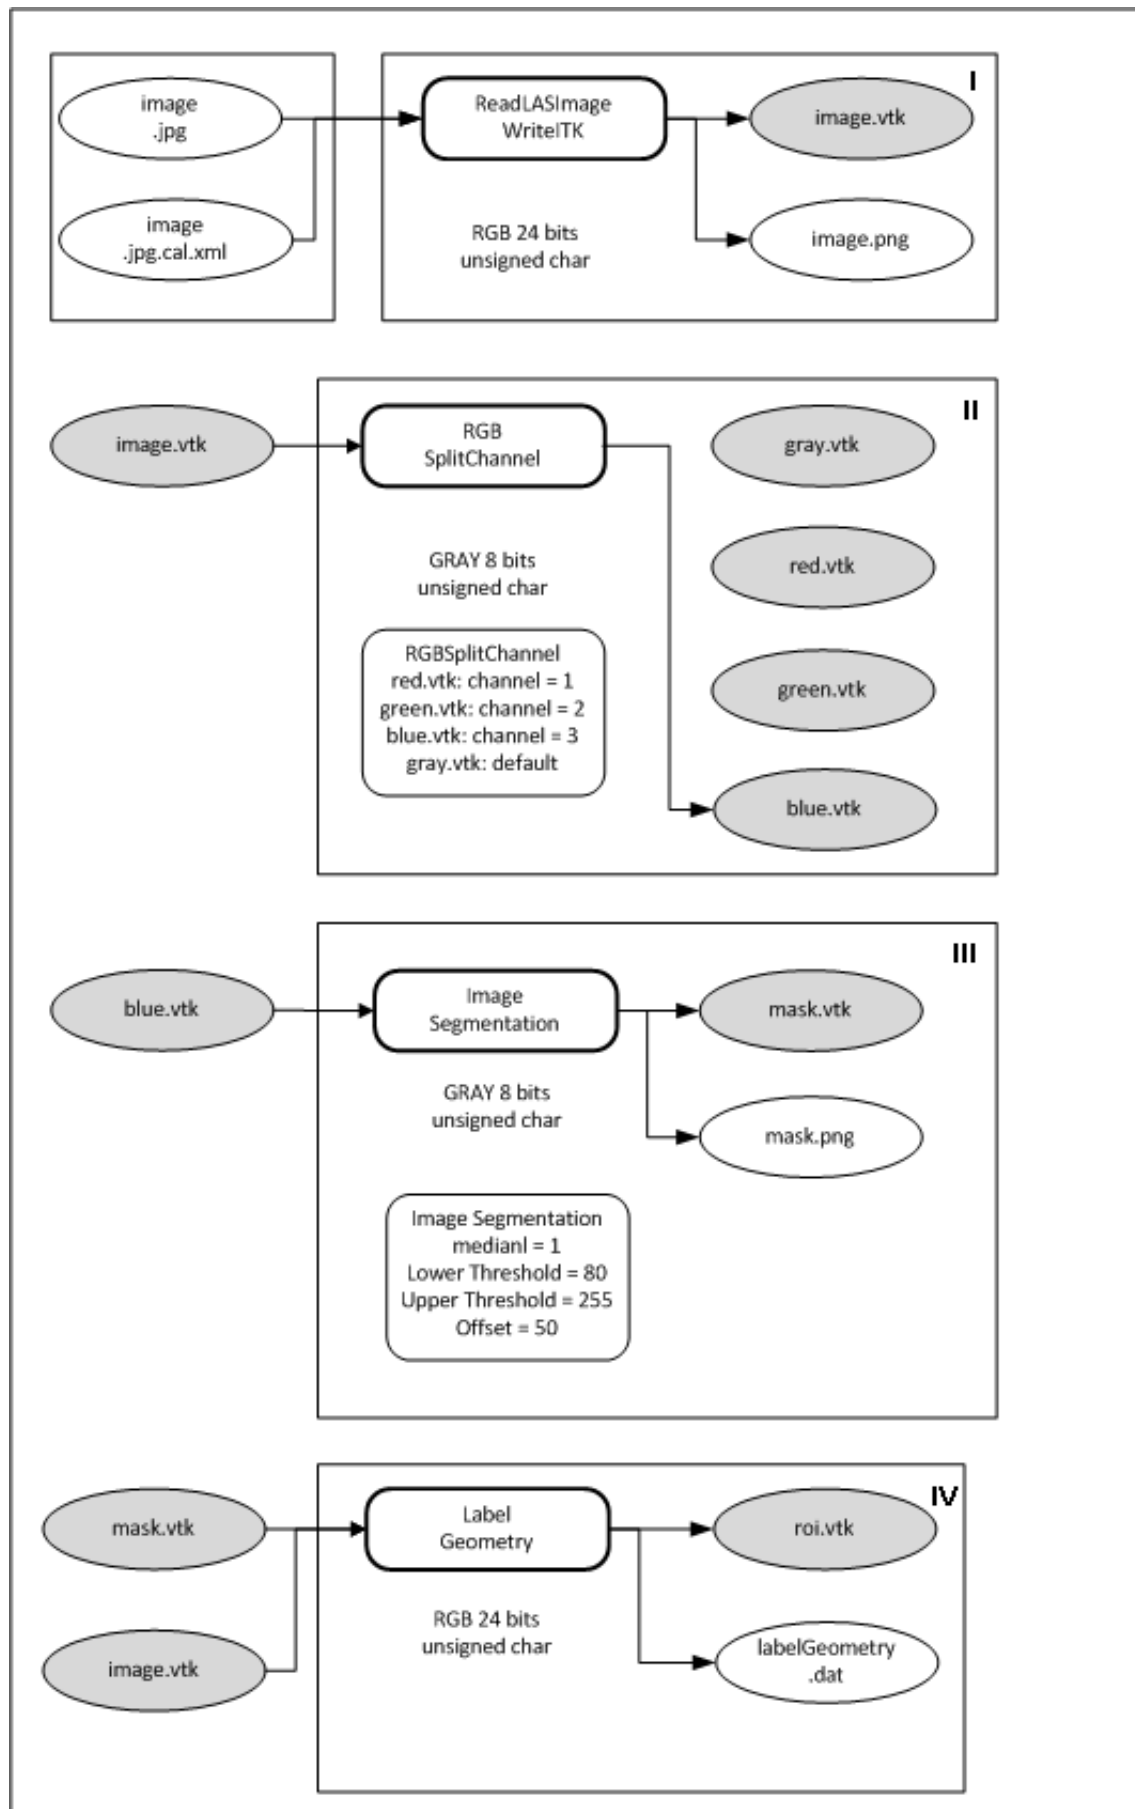 I
image
.jpg
ReadLASImage
WriteITK
image.vtk
image
.jpg.cal.xml
RGB 24 bits
unsigned char
image.png
II
image.vtk
RGB
SplitChannel
gray.vtk
GRAY 8 bits
unsigned char
red.vtk
RGBSplitChannel
red.vtk: channel = 1
green.vtk: channel = 2
blue.vtk: channel = 3
gray.vtk: default
green.vtk
blue.vtk
III
blue.vtk
Image
Segmentation
mask.vtk
GRAY 8 bits
unsigned char
mask.png
Image Segmentation
medianI = 1
Lower Threshold = 80
Upper Threshold = 255
Offset = 50
IV
mask.vtk
Label
Geometry
roi.vtk
RGB 24 bits
unsigned char
image.vtk
labelGeometry
.dat